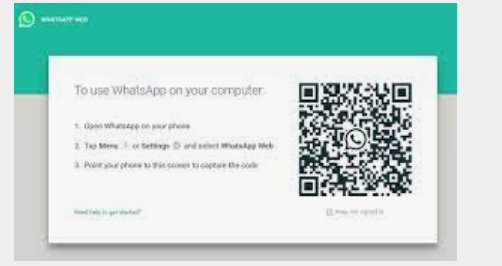 WHATSAPP WEB
To use WhatsApp on your computer:
1. Open WhatsApp on your phone
2. Tap Menu or Settings and select WhatsApp Web
3. Point your phone to this screen to capture the code
Need help to get started?
Keep me signed in